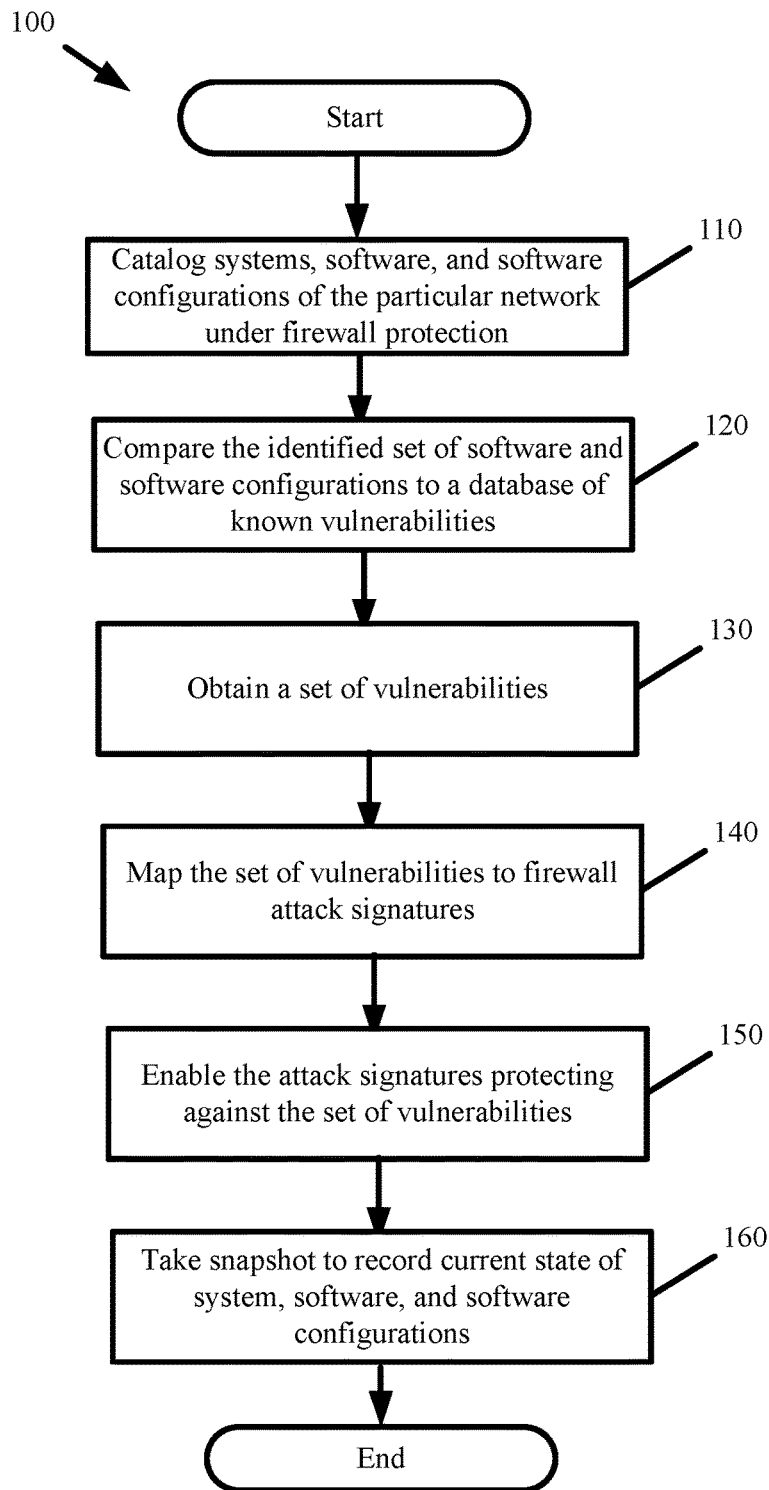 100
Start
110
Catalog systems, software, and software
configurations of the particular network
under firewall protection
120
Compare the identified set of software and
software configurations to a database of
known vulnerabilities
130
Obtain a set of vulnerabilities
140
Map the set of vulnerabilities to firewall
attack signatures
150
Enable the attack signatures protecting
against the set of vulnerabilities
160
Take snapshot to record current state of
system, software, and software
configurations
End